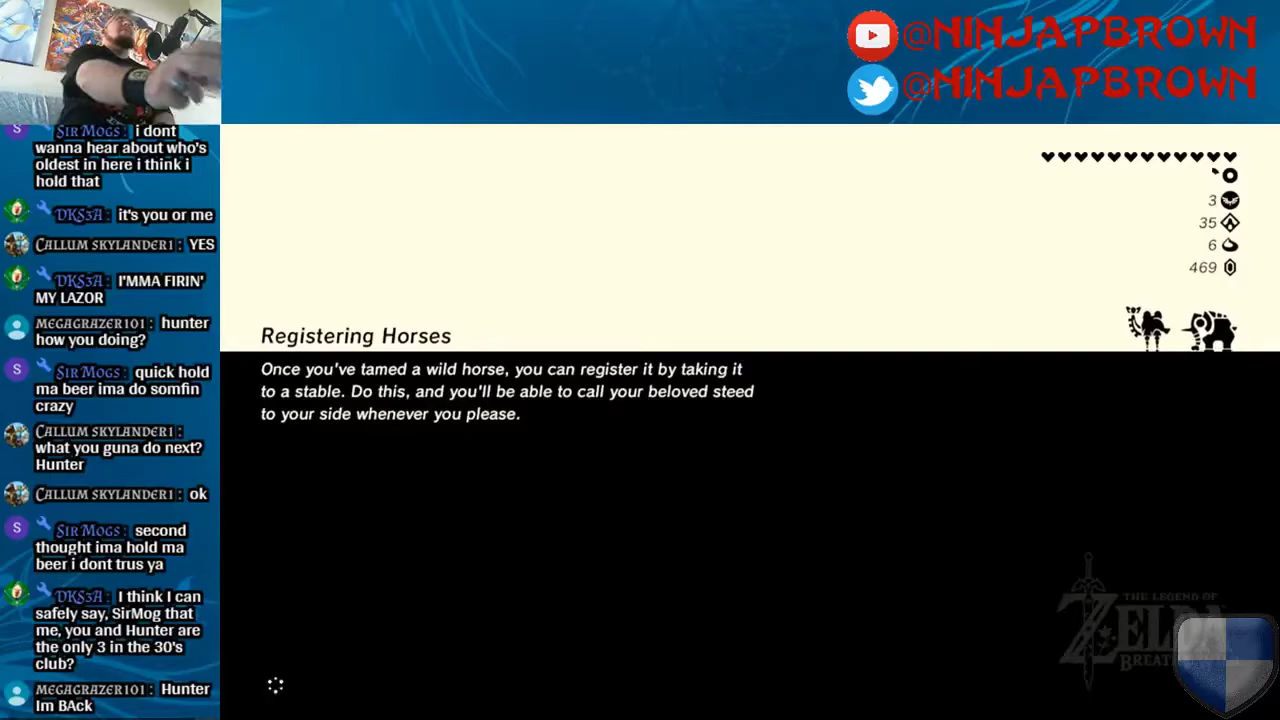 @NINJAPBROWN
@NINJAPBROWN
S SirMogs: i dont
wanna hear about who's
oldest in here i think i
hold that
DKS3A: it's you or me
Callum Skylander1: YES
DKS3A: I'MMA FIRIN'
MY LAZOR
megagrazer101: hunter
how you doing?
S SirMogs: quick hold
ma beer ima do somfin
crazy
Callum Skylander1:
what you guna do next?
Hunter
Callum Skylander1: ok
S SirMogs: second
thought ima hold ma
beer i dont trus ya
DKS3A: I think I can
safely say, SirMog that
me, you and Hunter are
the only 3 in the 30's
club?
megagrazer101: Hunter
Im BAck
3
35
6
469
Registering Horses
Once you've tamed a wild horse, you can register it by taking it
to a stable. Do this, and you'll be able to call your beloved steed
to your side whenever you please.
THE LEGEND OF
ZELDA
BREAT